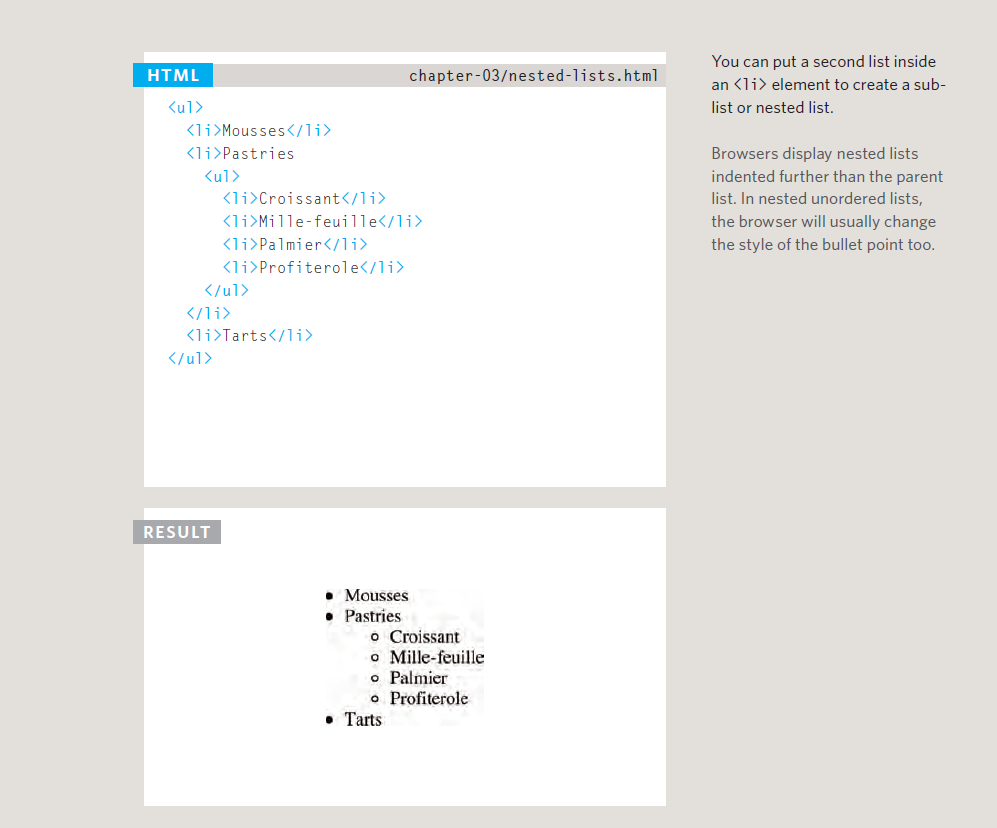 HTML chapter-03/nested-lists.html
<ul>
<li>Mousses</li>
<li>Pastries
<ul>
<li>Croissant</li>
<li>Mille-feuille</li>
<li>Palmier</li>
<li>Profiterole</li>
</ul>
</li>
<li>Tarts</li>
</ul>
You can put a second list inside
an <li> element to create a sub-
list or nested list.
Browsers display nested lists
indented further than the parent
list. In nested unordered lists,
the browser will usually change
the style of the bullet point too.
RESULT
• Mousses
• Pastries
○ Croissant
○ Mille-feuille
○ Palmier
○ Profiterole
• Tarts